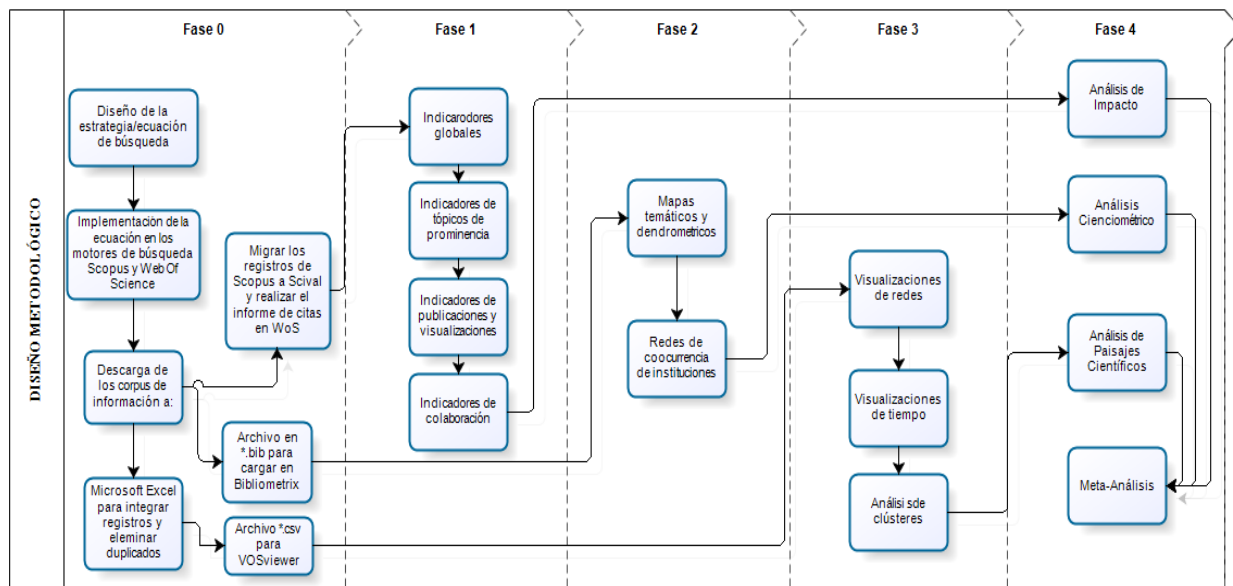 Fase 0
Fase 1
Fase 2
Fase 3
Fase 4
DISEÑO METODOLÓGICO
Diseño de la
estrategia/ecuación
de búsqueda
Implementación de la
ecuación en los
motores de búsqueda
Scopus y Web Of
Science
Descarga de
los corpus de
información a:
Microsoft Excel
para integrar
registros y
eleminar
duplicados
Migrar los
registros de
Scopus a Scival
y realizar el
informe de citas
en WoS
Archivo en
*.bib para
cargar en
Bibliometrix
Archivo *.csv
para
VOSviewer
Indicarodores
globales
Indicadores de
tópicos de
prominencia
Indicadores de
publicaciones y
visualizaciones
Indicadores de
colaboración
Mapas
temáticos y
dendrometricos
Redes de
coocurrencia
de instituciones
Visualizaciones
de redes
Visualizaciones
de tiempo
Análisisde
clústeres
Análisis de
Impacto
Análisis
Cienciométrico
Análisis de
Paisajes
Científicos
Meta-Análisis